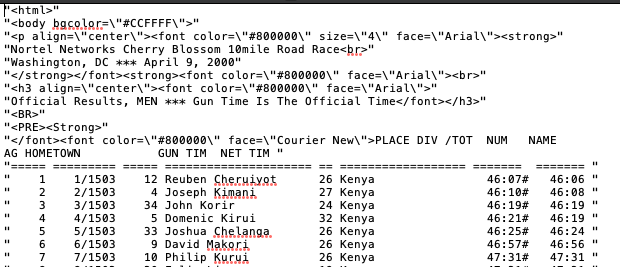 "<html>"
"<body bgcolor=\"#CCFFFF\">"
"<p align=\"center\"><font color=\"#800000\" size=\"4\" face=\"Arial\"><strong>"
"Nortel Networks Cherry Blossom 10mile Road Race<br>"
"Washington, DC *** April 9, 2000"
"</strong></font><strong><font color=\"#800000\" face=\"Arial\"><br>"
"<h3 align=\"center\"><font color=\"#800000\" face=\"Arial\">"
"Official Results, MEN *** Gun Time Is The Official Time</font></h3>"
"<BR>"
"<PRE><Strong>"
"</font><font color=\"#800000\" face=\"Courier New\">PLACE DIV /TOT  NUM   NAME
AG HOMETOWN           GUN TIM  NET TIM "
"===== ========= ===== ====================== == =================== =======  ======= "
"    1    1/1503    12 Reuben Cheruiyot       26 Kenya                 46:07#   46:06 "
"    2    2/1503     4 Joseph Kimani          27 Kenya                 46:10#   46:08 "
"    3    3/1503    34 John Korir             24 Kenya                 46:19#   46:19 "
"    4    4/1503     5 Domenic Kirui          32 Kenya                 46:21#   46:19 "
"    5    5/1503    33 Joshua Chelanga        26 Kenya                 46:25#   46:24 "
"    6    6/1503     9 David Makori           26 Kenya                 46:57#   46:56 "
"    7    7/1503    10 Philip Kurui           26 Kenya                 47:31#   47:31 "